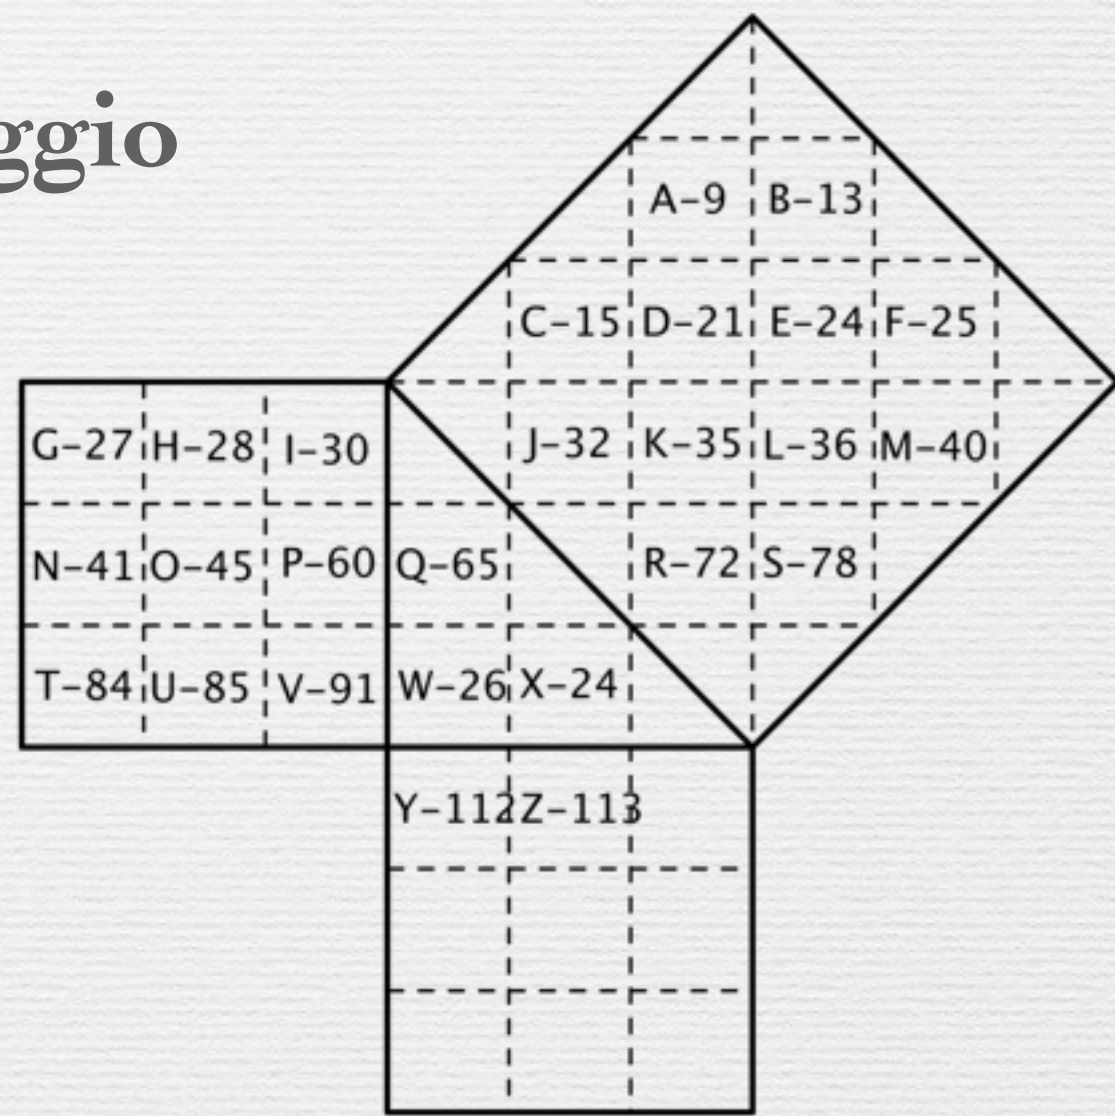 ggio
A-9 B-13
C-15 D-21 E-24 F-25
G-27 H-28 I-30 J-32 K-35 L-36 M-40
N-41 O-45 P-60 Q-65 R-72 S-78
T-84 U-85 V-91 W-26 X-24
Y-112 Z-113